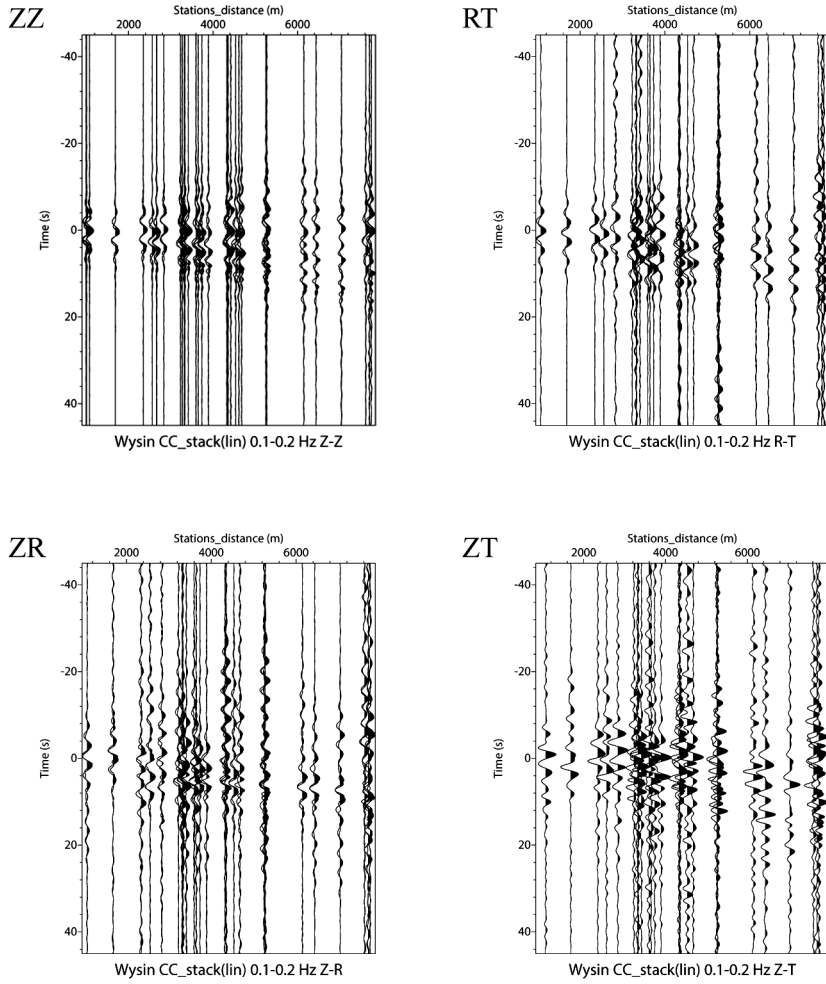 ZZ
Stations_distance (m)
2000 4000 6000
-40
-20
0
20
40
Time (s)
Wysin CC_stack(lin) 0.1-0.2 Hz Z-Z
RT
Stations_distance (m)
2000 4000 6000
-40
-20
0
20
40
Time (s)
Wysin CC_stack(lin) 0.1-0.2 Hz R-T
ZR
Stations_distance (m)
2000 4000 6000
-40
-20
0
20
40
Time (s)
Wysin CC_stack(lin) 0.1-0.2 Hz Z-R
ZT
Stations_distance (m)
2000 4000 6000
-40
-20
0
20
40
Time (s)
Wysin CC_stack(lin) 0.1-0.2 Hz Z-T